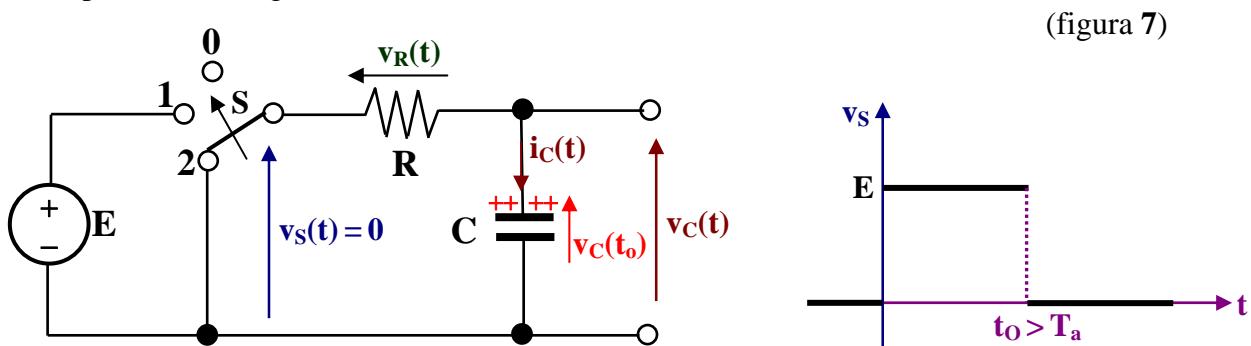 (figura 7)
0
v_R(t)
1
S
v_S
2
R
i_C(t)
+
E
−
v_S(t) = 0
C
++ ++
v_C(t_o)
v_C(t)
E
t
t_O > T_a